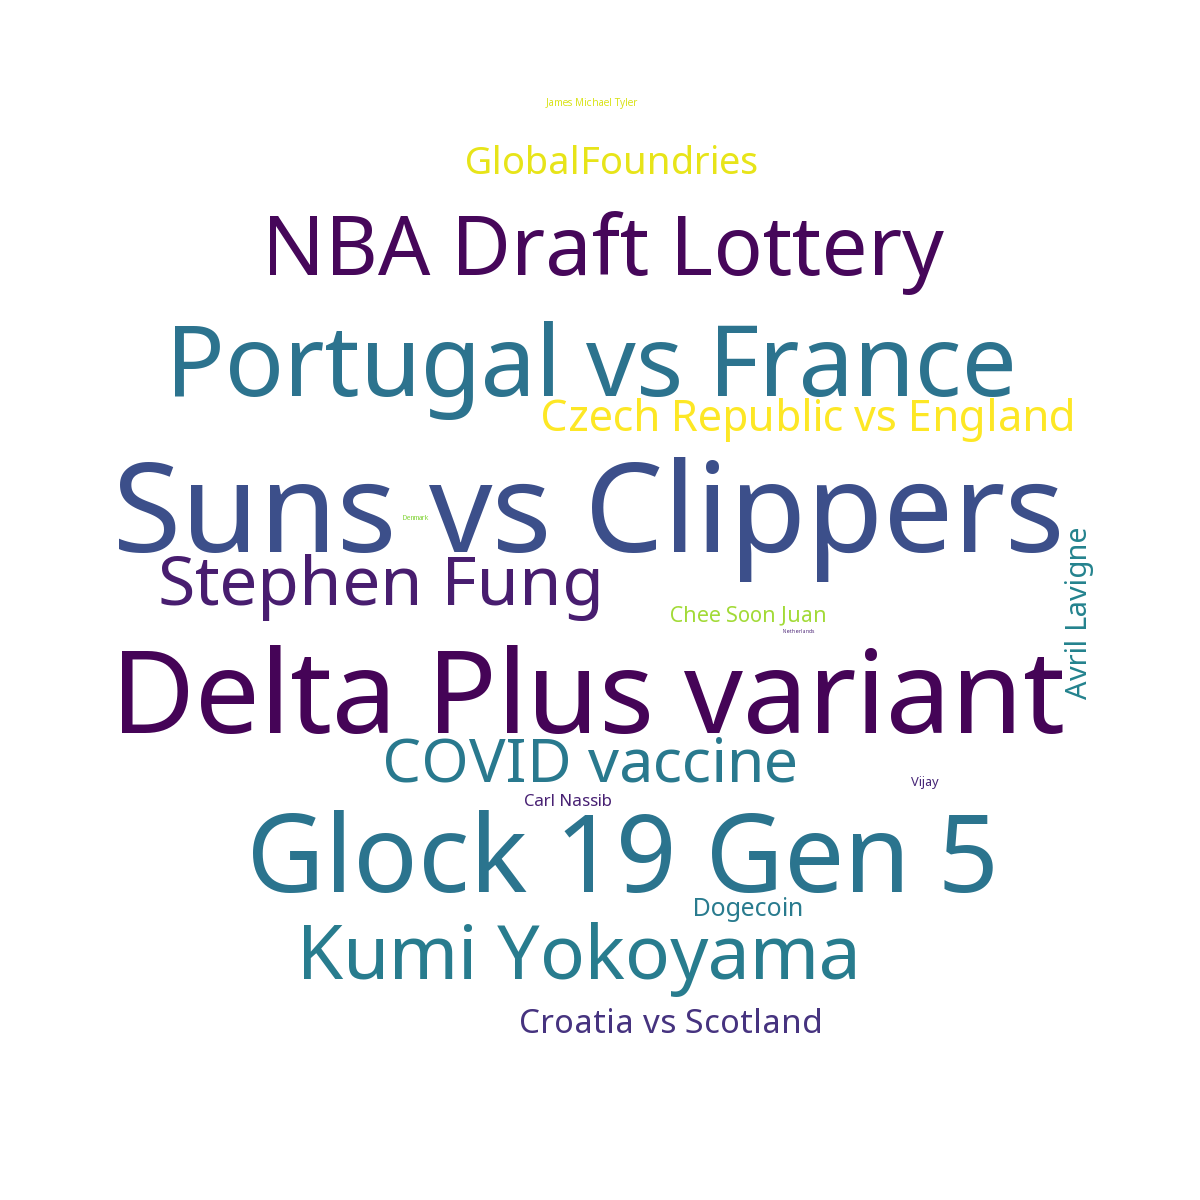 James Michael Tyler
GlobalFoundries
NBA Draft Lottery
Portugal vs France
Czech Republic vs England
Suns vs Clippers
Denmark
Stephen Fung
Avril Lavigne
Chee Soon Juan
Netherlands
Delta Plus variant
COVID vaccine
Vijay
Carl Nassib
Glock 19 Gen 5
Dogecoin
Kumi Yokoyama
Croatia vs Scotland